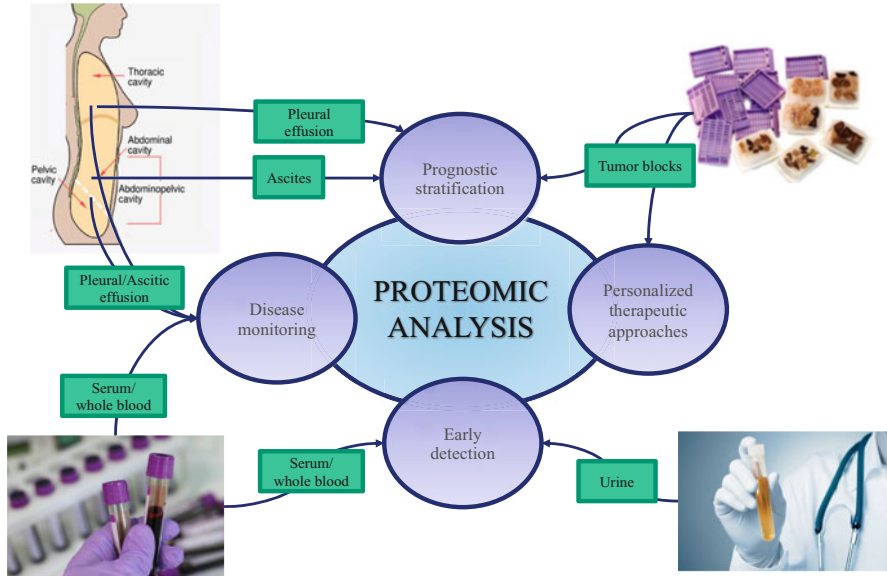 Thoracic
cavity
Abdominal
cavity
Pelvic
cavity
Abdominopelvic
cavity
Pleural
effusion
Ascites
Prognostic
stratification
Tumor blocks
Pleural/Ascitic
effusion
Disease
monitoring
PROTEOMIC
ANALYSIS
Personalized
therapeutic
approaches
Serum/
whole blood
Early
detection
Serum/
whole blood
Urine